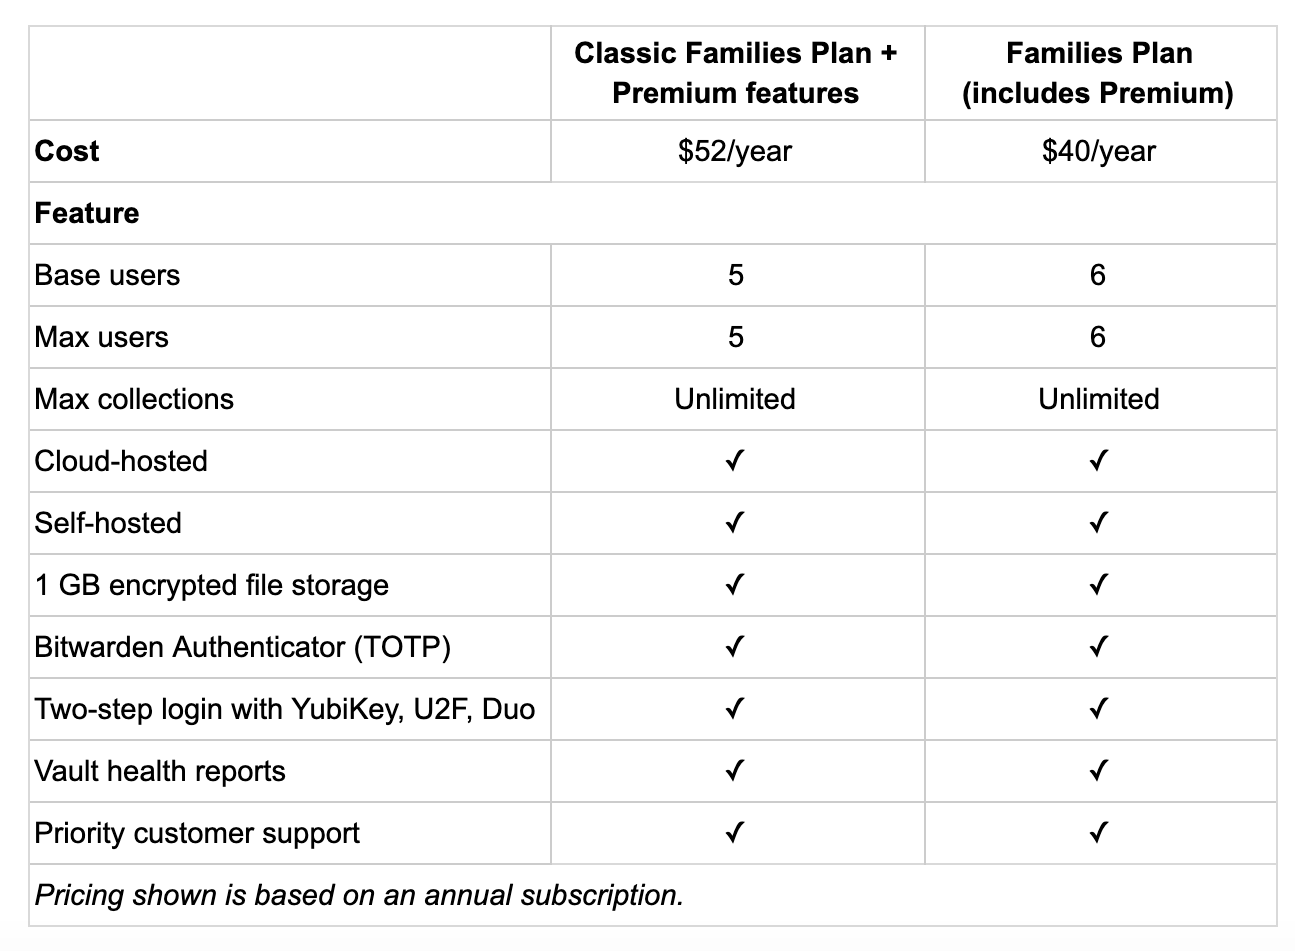 Classic Families Plan +
Premium features
Families Plan
(includes Premium)
Cost $52/year $40/year
Feature
Base users 5 6
Max users 5 6
Max collections Unlimited Unlimited
Cloud-hosted ✓ ✓
Self-hosted ✓ ✓
1 GB encrypted file storage ✓ ✓
Bitwarden Authenticator (TOTP) ✓ ✓
Two-step login with YubiKey, U2F, Duo ✓ ✓
Vault health reports ✓ ✓
Priority customer support ✓ ✓
Pricing shown is based on an annual subscription.